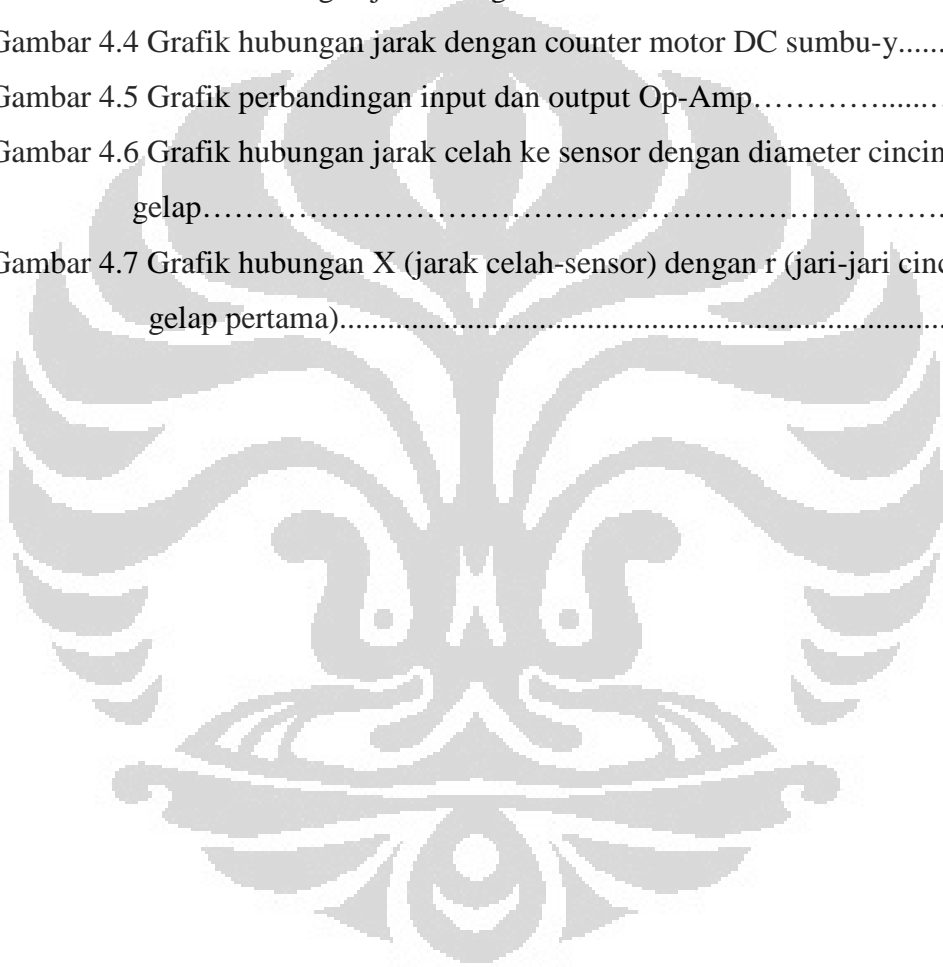 Gambar 4.4 Grafik hubungan jarak dengan counter motor DC sumbu-y.......
Gambar 4.5 Grafik perbandingan input dan output Op-Amp………….....…
Gambar 4.6 Grafik hubungan jarak celah ke sensor dengan diameter cincin
gelap……………………………………………………………….
Gambar 4.7 Grafik hubungan X (jarak celah-sensor) dengan r (jari-jari
gelap pertama)...............................................................................................